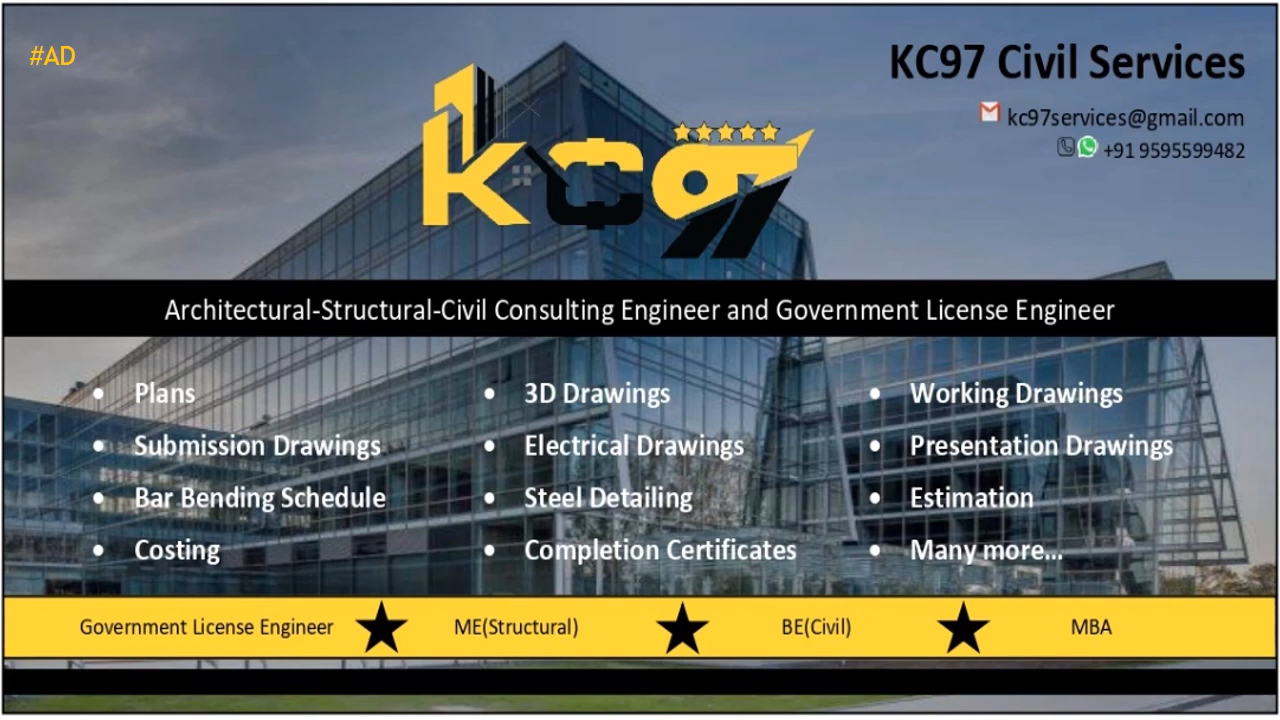 #AD
KC97 Civil Services
kc97services@gmail.com
+91 9595599482
kc97
Architectural-Structural-Civil Consulting Engineer and Government License Engineer
• Plans
• Submission Drawings
• Bar Bending Schedule
• Costing
• 3D Drawings
• Electrical Drawings
• Steel Detailing
• Completion Certificates
• Working Drawings
• Presentation Drawings
• Estimation
• Many more...
Government License Engineer ★ ME(Structural) ★ BE(Civil) ★ MBA